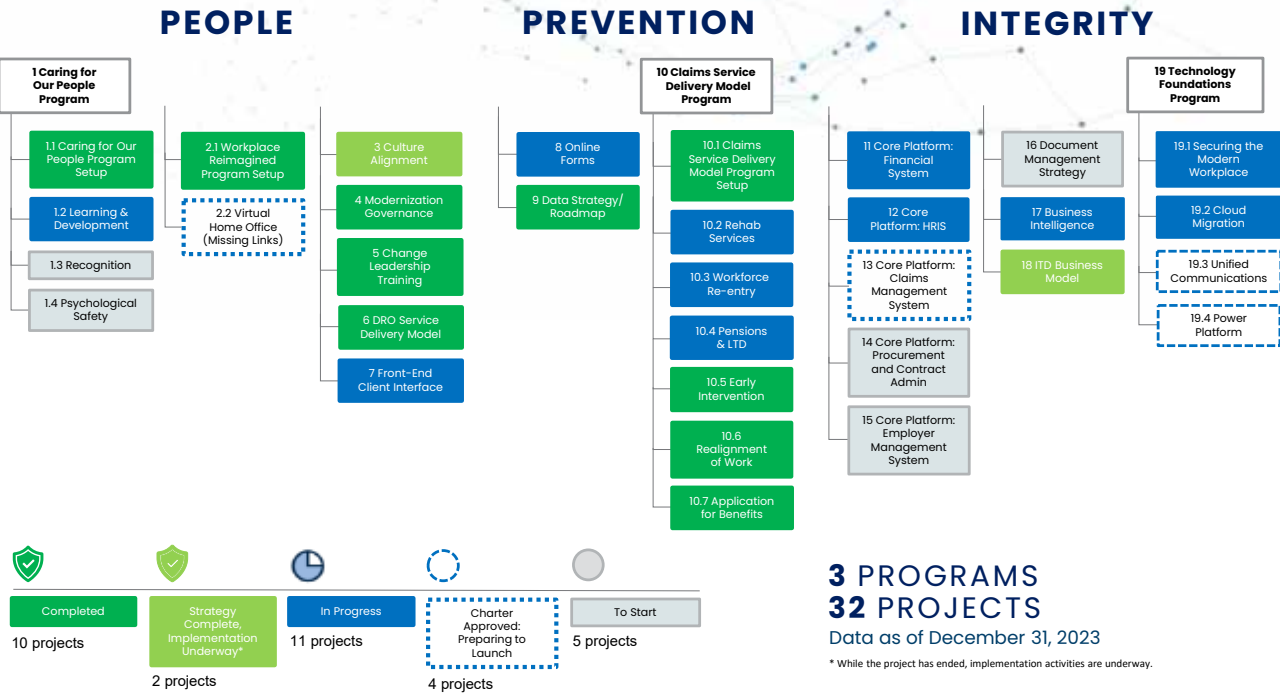 PEOPLE
1 Caring for
Our People
Program
1.1 Caring for Our
People Program
Setup
1.2 Learning &
Development
1.3 Recognition
1.4 Psychological
Safety
2.1 Workplace
Reimagined
Program Setup
2.2 Virtual
Home Office
(Missing Links)
3 Culture
Alignment
4 Modernization
Governance
5 Change
Leadership
Training
6 DRO Service
Delivery Model
7 Front-End
Client Interface
PREVENTION
8 Online
Forms
9 Data Strategy/
Roadmap
10 Claims Service
Delivery Model
Program
10.1 Claims
Service Delivery
Model Program
Setup
10.2 Rehab
Services
10.3 Workforce
Re-entry
10.4 Pensions
& LTD
10.5 Early
Intervention
10.6
Realignment
of Work
10.7 Application
for Benefits
INTEGRITY
11 Core Platform:
Financial
System
12 Core
Platform: HRIS
13 Core Platform:
Claims
Management
System
14 Core Platform:
Procurement
and Contract
Admin
15 Core Platform:
Employer
Management
System
16 Document
Management
Strategy
17 Business
Intelligence
18 ITD Business
Model
19 Technology
Foundations
Program
19.1 Securing the
Modern
Workplace
19.2 Cloud
Migration
19.3 Unified
Communications
19.4 Power
Platform
Completed
10 projects
Strategy
Complete,
Implementation
Underway*
2 projects
In Progress
11 projects
Charter
Approved:
Preparing to
Launch
4 projects
To Start
5 projects
3 PROGRAMS
32 PROJECTS
Data as of December 31, 2023
* While the project has ended, implementation activities are underway.